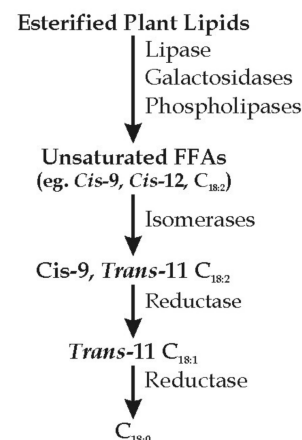 Esterified Plant Lipids
Lipase
Galactosidases
Phospholipases
Unsaturated FFAs
(eg. Cis-9, Cis-12, C18:2)
Isomerases
Cis-9, Trans-11 C18:2
Reductase
Trans-11 C18:1
Reductase
C18:0